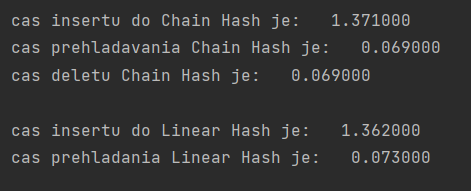 cas insertu do Chain Hash je:   1.371000
cas prehladavania Chain Hash je:   0.069000
cas deletu Chain Hash je:   0.069000
cas insertu do Linear Hash je:   1.362000
cas prehladania Linear Hash je:   0.073000